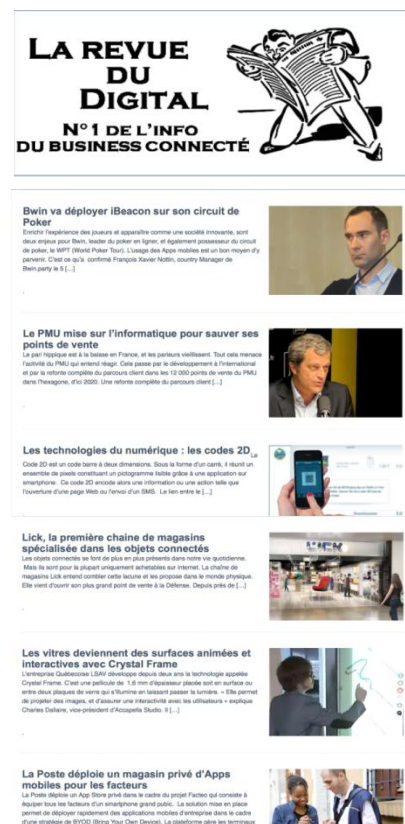 LA REVUE
DU
DIGITAL
N°1 DE L'INFO
DU BUSINESS CONNECTÉ
Bwin va déployer iBeacon sur son circuit de
Poker
Enrichir l'expérience des joueurs et apparaître comme une société innovante, sont
deux enjeux pour Bwin, leader du poker en ligner, et également possesseur du circuit
de poker, le WPT (World Poker Tour). L'usage des Apps mobiles est un bon moyen d'y
parvenir. C'est ce qu'a confirmé François Xavier Nottin, country Manager de
Bwin.party le 5 […]
Le PMU mise sur l'informatique pour sauver ses
points de vente
Le pari hippique est à la baisse en France, et les parieurs vieillissent. Tout cela menace
l'activité du PMU qui entend réagir. Cela passe par le développement à l'international
et par la refonte complète du parcours client dans les 12 000 points de vente du PMU
dans l'hexagone, d'ici 2020. Une refonte complète du parcours client […]
Les technologies du numérique : les codes 2D Le
Code 2D est un code barre à deux dimensions. Sous la forme d'un carré, il réunit un
ensemble de pixels constituant un pictogramme lisible grâce à une application sur
smartphone. Ce code 2D encode alors une information ou une action telle que
l'ouverture d'une page Web ou l'envoi d'un SMS. Le lien entre le […]
Lick, la première chaine de magasins
spécialisée dans les objets connectés
Les objets connectés se font de plus en plus présents dans notre vie quotidienne.
Mais ils sont pour la plupart uniquement achetables sur internet. La chaîne de
magasins Lick entend combler cette lacune et les propose dans le monde physique.
Elle vient d'ouvrir son plus grand point de vente à la Défense. Depuis près de […]
Les vitres deviennent des surfaces animées et
interactives avec Crystal Frame
L'entreprise Québecoise LSAV développe depuis deux ans la technologie appelée
Crystal Frame. C'est une pellicule de 1,6 mm d'épaisseur placée soit en surface ou
entre deux plaques de verre qui s'illumine en laissant passer la lumière. « Elle permet
de projeter des images, et d'assurer une interactivité avec les utilisateurs » explique
Charles Dallaire, vice-président d'Accapella Studio. Il […]
La Poste déploie un magasin privé d'Apps
mobiles pour les facteurs
La Poste déploie un App Store privé dans le cadre du projet Facteo qui consiste à
équiper tous les facteurs d'un smartphone grand public. La solution mise en place
permet de déployer rapidement des applications mobiles d'entreprise dans le cadre
d'une stratégie de BYOD (Bring Your Own Device). La plateforme gère les terminaux